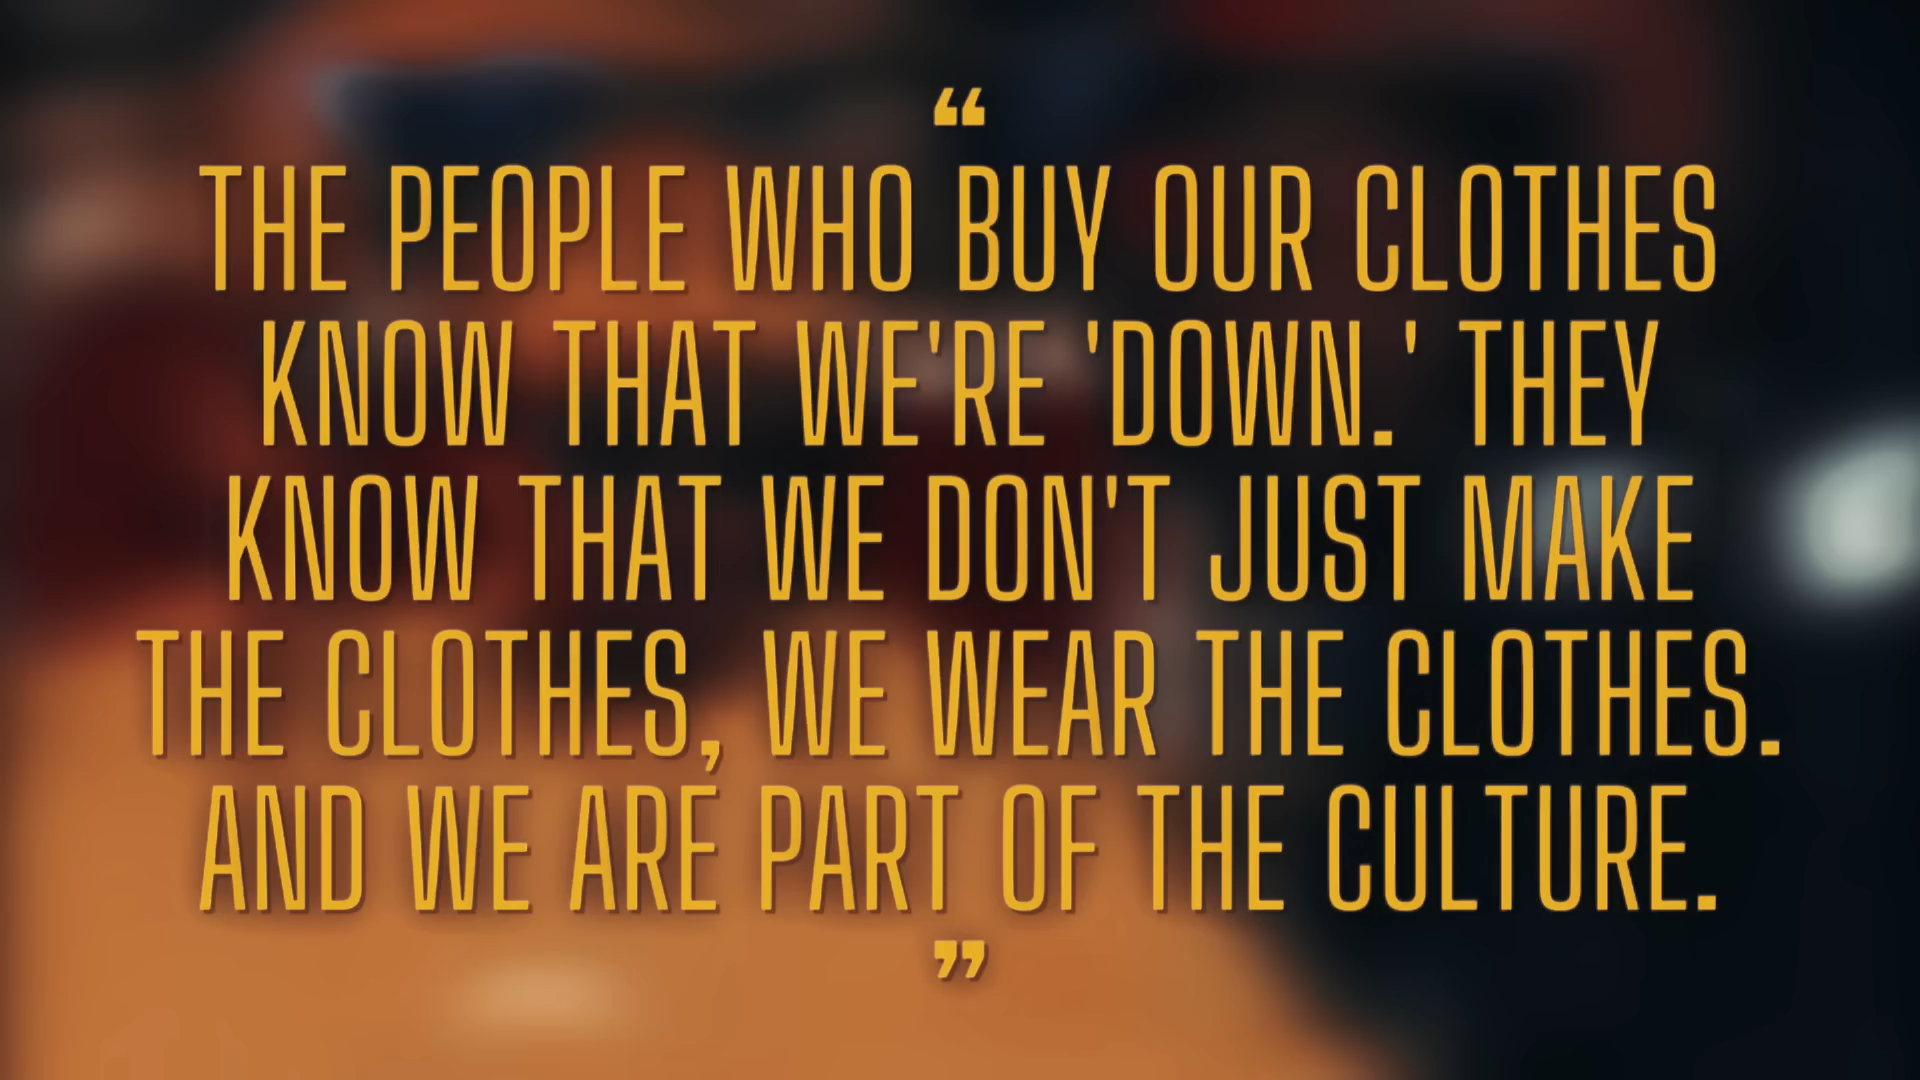 “
THE PEOPLE WHO BUY OUR CLOTHES
KNOW THAT WE'RE 'DOWN.' THEY
KNOW THAT WE DON'T JUST MAKE
THE CLOTHES, WE WEAR THE CLOTHES.
AND WE ARE PART OF THE CULTURE.
”